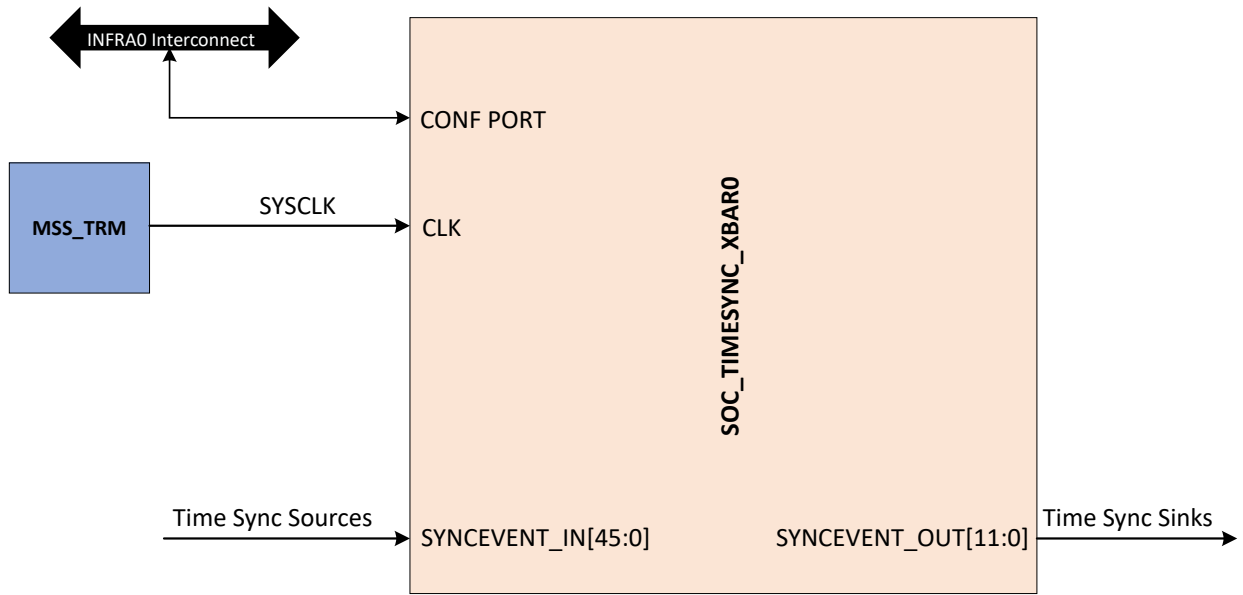 INFRA0 Interconnect
CONF PORT
MSS_TRM
SYSCLK
CLK
SOC_TIMESYNC_XBAR0
Time Sync Sources
SYNCEVENT_IN[45:0]
SYNCEVENT_OUT[11:0]
Time Sync Sinks